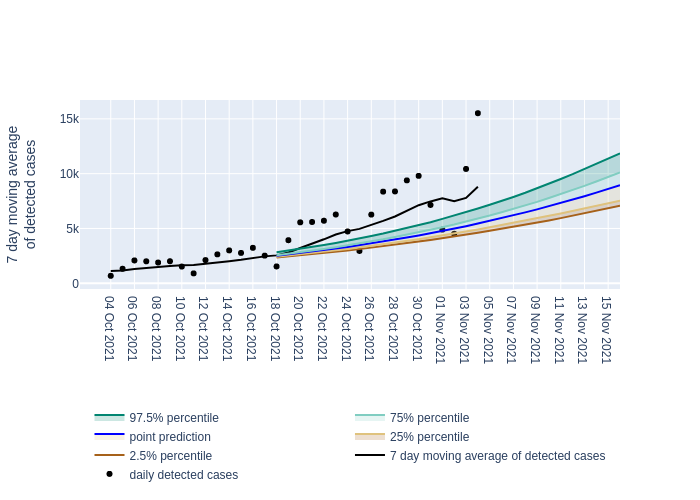 7 day moving average
of detected cases
15k
10k
5k
0
04 Oct 2021
06 Oct 2021
08 Oct 2021
10 Oct 2021
12 Oct 2021
14 Oct 2021
16 Oct 2021
18 Oct 2021
20 Oct 2021
22 Oct 2021
24 Oct 2021
26 Oct 2021
28 Oct 2021
30 Oct 2021
01 Nov 2021
03 Nov 2021
05 Nov 2021
07 Nov 2021
09 Nov 2021
11 Nov 2021
13 Nov 2021
15 Nov 2021
97.5% percentile
75% percentile
point prediction
25% percentile
2.5% percentile
7 day moving average of detected cases
daily detected cases